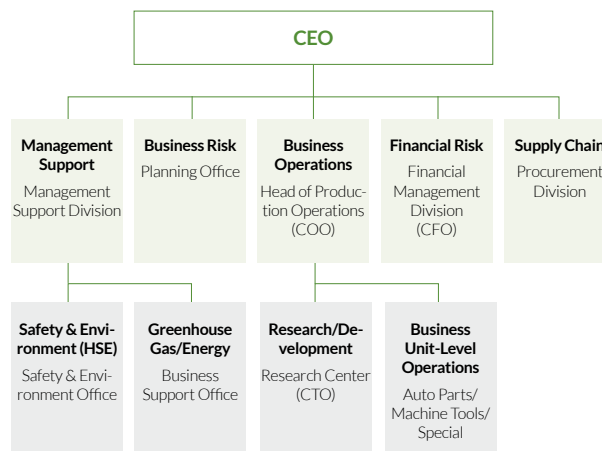 CEO
Management
Support
Management
Support Division
Business Risk
Planning Office
Business
Operations
Head of Produc-
tion Operations
(COO)
Financial Risk
Financial
Management
Division
(CFO)
Supply Chain
Procurement
Division
Safety & Envi-
ronment (HSE)
Safety & Envi-
ronment Office
Greenhouse
Gas/Energy
Business
Support Office
Research/De-
velopment
Research Center
(CTO)
Business
Unit-Level
Operations
Auto Parts/
Machine Tools/
Special